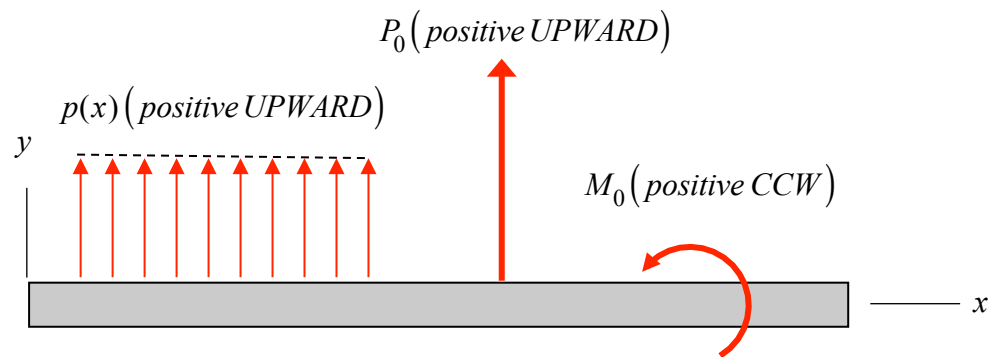 P₀(positive UPWARD)
p(x)(positive UPWARD)
y
M₀(positive CCW)
x